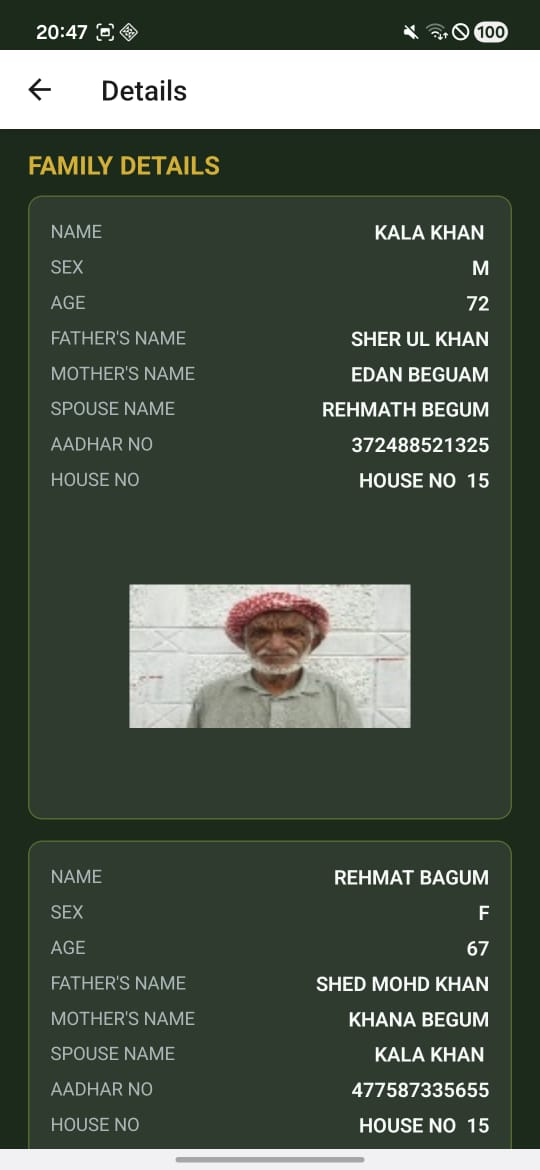 20:47
100
Details
FAMILY DETAILS
NAME KALA KHAN
SEX M
AGE 72
FATHER'S NAME SHER UL KHAN
MOTHER'S NAME EDAN BEGUAM
SPOUSE NAME REHMATH BEGUM
AADHAR NO 372488521325
HOUSE NO HOUSE NO 15
NAME REHMAT BAGUM
SEX F
AGE 67
FATHER'S NAME SHED MOHD KHAN
MOTHER'S NAME KHANA BEGUM
SPOUSE NAME KALA KHAN
AADHAR NO 477587335655
HOUSE NO HOUSE NO 15